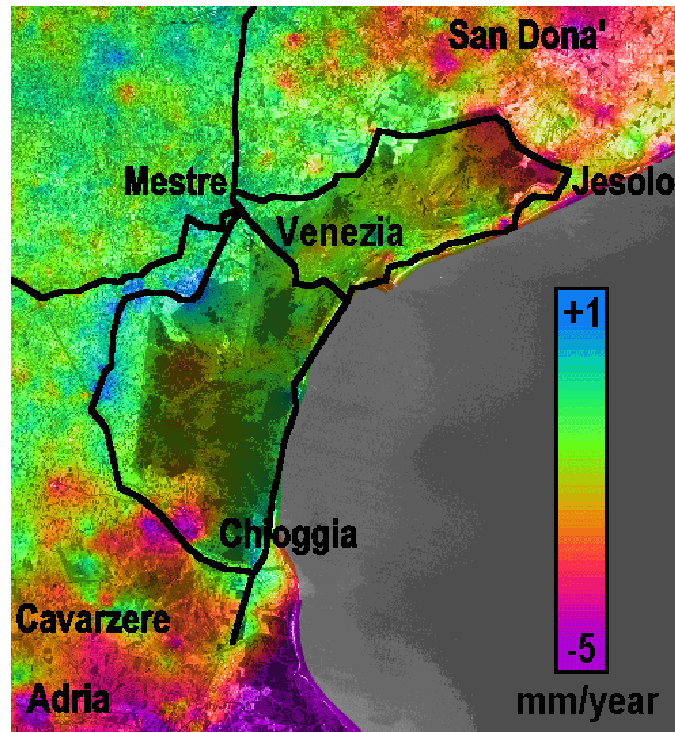 San Dona'
Mestre
Jesolo
Venezia
+1
Chioggia
Cavarzere
-5
Adria
mm/year